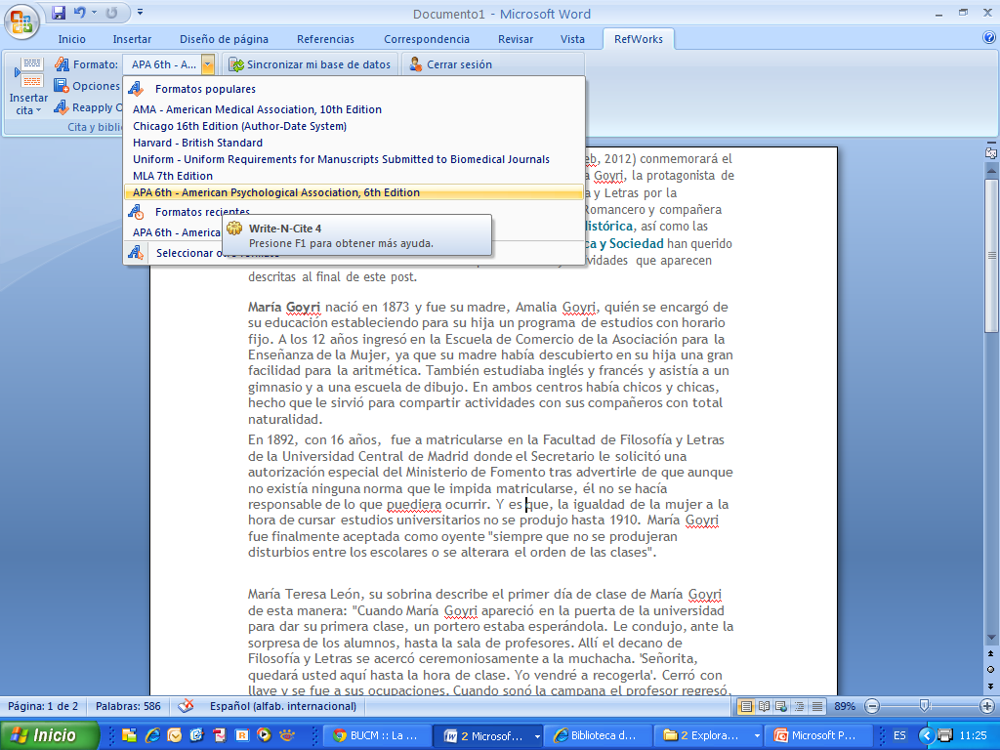 Documento1 - Microsoft Word
Inicio Insertar Diseño de página Referencias Correspondencia Revisar Vista RefWorks
Insertar cita
Formato: APA 6th - A...
Opciones
Reapply C
Cita y bibli
Sincronizar mi base de datos
Cerrar sesión
Formatos populares
AMA - American Medical Association, 10th Edition
Chicago 16th Edition (Author-Date System)
Harvard - British Standard
Uniform - Uniform Requirements for Manuscripts Submitted to Biomedical Journals
MLA 7th Edition
APA 6th - American Psychological Association, 6th Edition
Formatos recientes
APA 6th - America
Seleccionar otro formato
Write-N-Cite 4
Presione F1 para obtener más ayuda.
eb, 2012) conmemorará el
Goyri, la protagonista de
a y Letras por la
Romancero y compañera
istórica, así como las
ca y Sociedad han querido
vidades que aparecen
descritas al final de este post.
María Goyri nació en 1873 y fue su madre, Amalia Goyri, quién se encargó de
su educación estableciendo para su hija un programa de estudios con horario
fijo. A los 12 años ingresó en la Escuela de Comercio de la Asociación para la
Enseñanza de la Mujer, ya que su madre había descubierto en su hija una gran
facilidad para la aritmética. También estudiaba inglés y francés y asistía a un
gimnasio y a una escuela de dibujo. En ambos centros había chicos y chicas,
hecho que le sirvió para compartir actividades con sus compañeros con total
naturalidad.
En 1892, con 16 años, fue a matricularse en la Facultad de Filosofía y Letras
de la Universidad Central de Madrid donde el Secretario le solicitó una
autorización especial del Ministerio de Fomento tras advertirle de que aunque
no existía ninguna norma que le impida matricularse, él no se hacía
responsable de lo que puediera ocurrir. Y es que, la igualdad de la mujer a la
hora de cursar estudios universitarios no se produjo hasta 1910. María Goyri
fue finalmente aceptada como oyente "siempre que no se produjeran
disturbios entre los escolares o se alterara el orden de las clases".
María Teresa León, su sobrina describe el primer día de clase de María Goyri
de esta manera: "Cuando María Goyri apareció en la puerta de la universidad
para dar su primera clase, un portero estaba esperándola. Le condujo, ante la
sorpresa de los alumnos, hasta la sala de profesores. Allí el decano de
Filosofía y Letras se acercó ceremoniosamente a la muchacha. 'Señorita,
quedará usted aquí hasta la hora de clase. Yo vendré a recogerla'. Cerró con
llave y se fue a sus ocupaciones. Cuando sonó la campana el profesor regresó,
Página: 1 de 2 Palabras: 586 Español (alfab. internacional) 89%
Inicio BUCM :: La ... 2 Microsof... Biblioteca d... 2 Explora... Microsoft P... ES 11:25